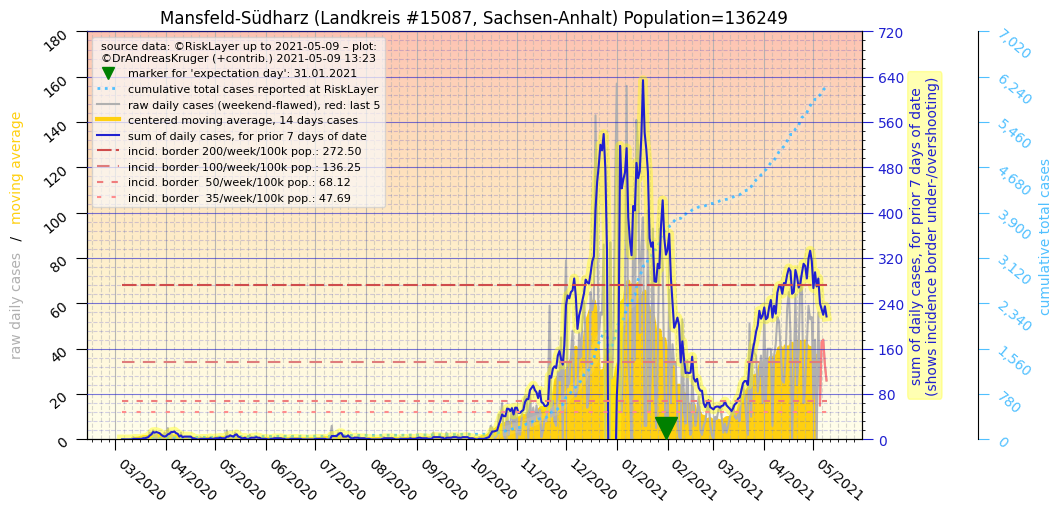 Mansfeld-Südharz (Landkreis #15087, Sachsen-Anhalt) Population=136249
source data: ©RiskLayer up to 2021-05-09 – plot:
©DrAndreasKruger (+contrib.) 2021-05-09 13:23
marker for 'expectation day': 31.01.2021
cumulative total cases reported at RiskLayer
raw daily cases (weekend-flawed), red: last 5
centered moving average, 14 days
sum of daily cases, for prior 7 days of date
incid. border 200/week/100k pop.: 272.50
incid. border 100/week/100k pop.: 136.25
incid. border  50/week/100k pop.: 68.12
incid. border  35/week/100k pop.: 47.69
raw daily cases  /  moving average
180
160
140
120
100
80
60
40
20
0
720
640
560
480
400
320
240
160
80
0
sum of daily cases, for prior 7 days of date
(shows incidence border under-/overshooting)
7,020
6,240
5,460
4,680
3,900
3,120
2,340
1,560
780
0
cumulative total cases
03/2020
04/2020
05/2020
06/2020
07/2020
08/2020
09/2020
10/2020
11/2020
12/2020
01/2021
02/2021
03/2021
04/2021
05/2021